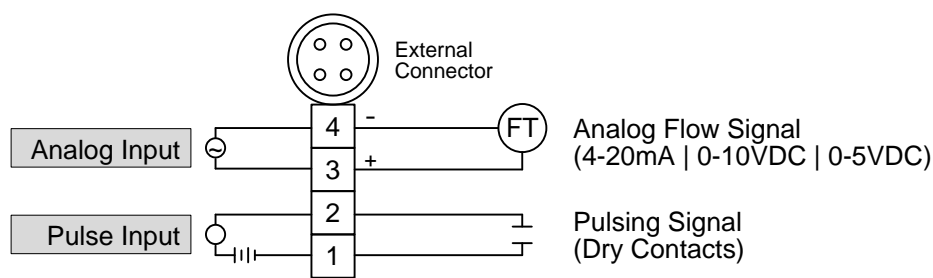 External
Connector
4
-
FT
Analog Flow Signal
(4-20mA | 0-10VDC | 0-5VDC)
Analog Input
~
3
+
2
Pulsing Signal
(Dry Contacts)
Pulse Input
1